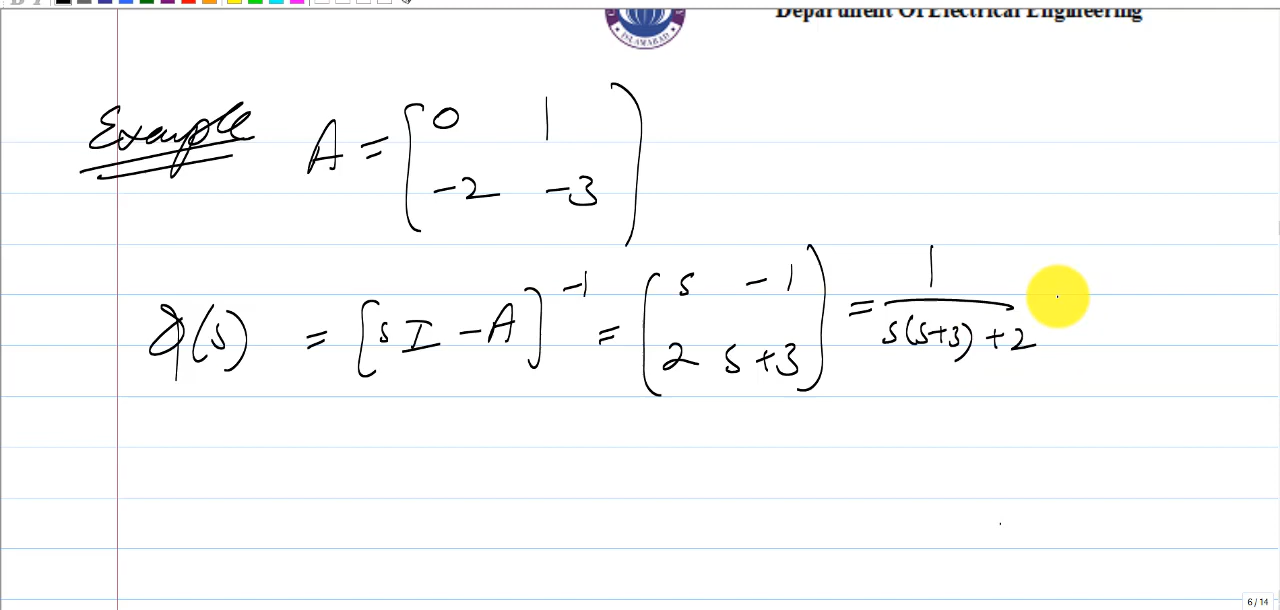 Department Of Electrical Engineering
ISLAMABAD
Example A = [0 1
-2 -3]
φ(s) = [sI - A]^-1 = [s -1
2 s+3] = 1/(s(s+3)+2)
6 / 14